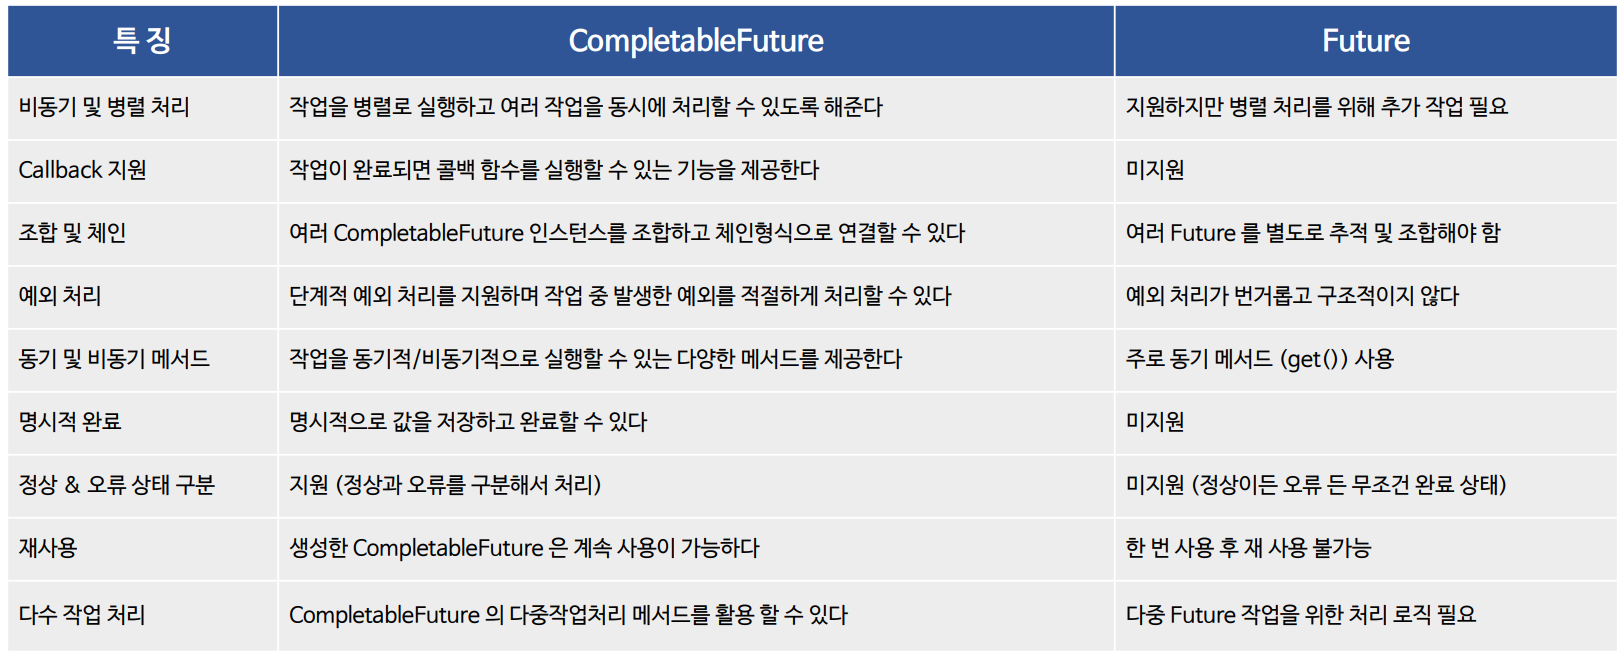 특 징 CompletableFuture Future
비동기 및 병렬 처리 작업을 병렬로 실행하고 여러 작업을 동시에 처리할 수 있도록 해준다 지원하지만 병렬 처리를 위해 추가 작업 필요
Callback 지원 작업이 완료되면 콜백 함수를 실행할 수 있는 기능을 제공한다 미지원
조합 및 체인 여러 CompletableFuture 인스턴스를 조합하고 체인형식으로 연결할 수 있다 여러 Future 를 별도로 추적 및 조합해야 함
예외 처리 단계적 예외 처리를 지원하며 작업 중 발생한 예외를 적절하게 처리할 수 있다 예외 처리가 번거롭고 구조적이지 않다
동기 및 비동기 메서드 작업을 동기적/비동기적으로 실행할 수 있는 다양한 메서드를 제공한다 주로 동기 메서드 (get()) 사용
명시적 완료 명시적으로 값을 저장하고 완료할 수 있다 미지원
정상 & 오류 상태 구분 지원 (정상과 오류를 구분해서 처리) 미지원 (정상이든 오류 든 무조건 완료 상태)
재사용 생성한 CompletableFuture 은 계속 사용이 가능하다 한 번 사용 후 재 사용 불가능
다수 작업 처리 CompletableFuture 의 다중작업처리 메서드를 활용 할 수 있다 다중 Future 작업을 위한 처리 로직 필요